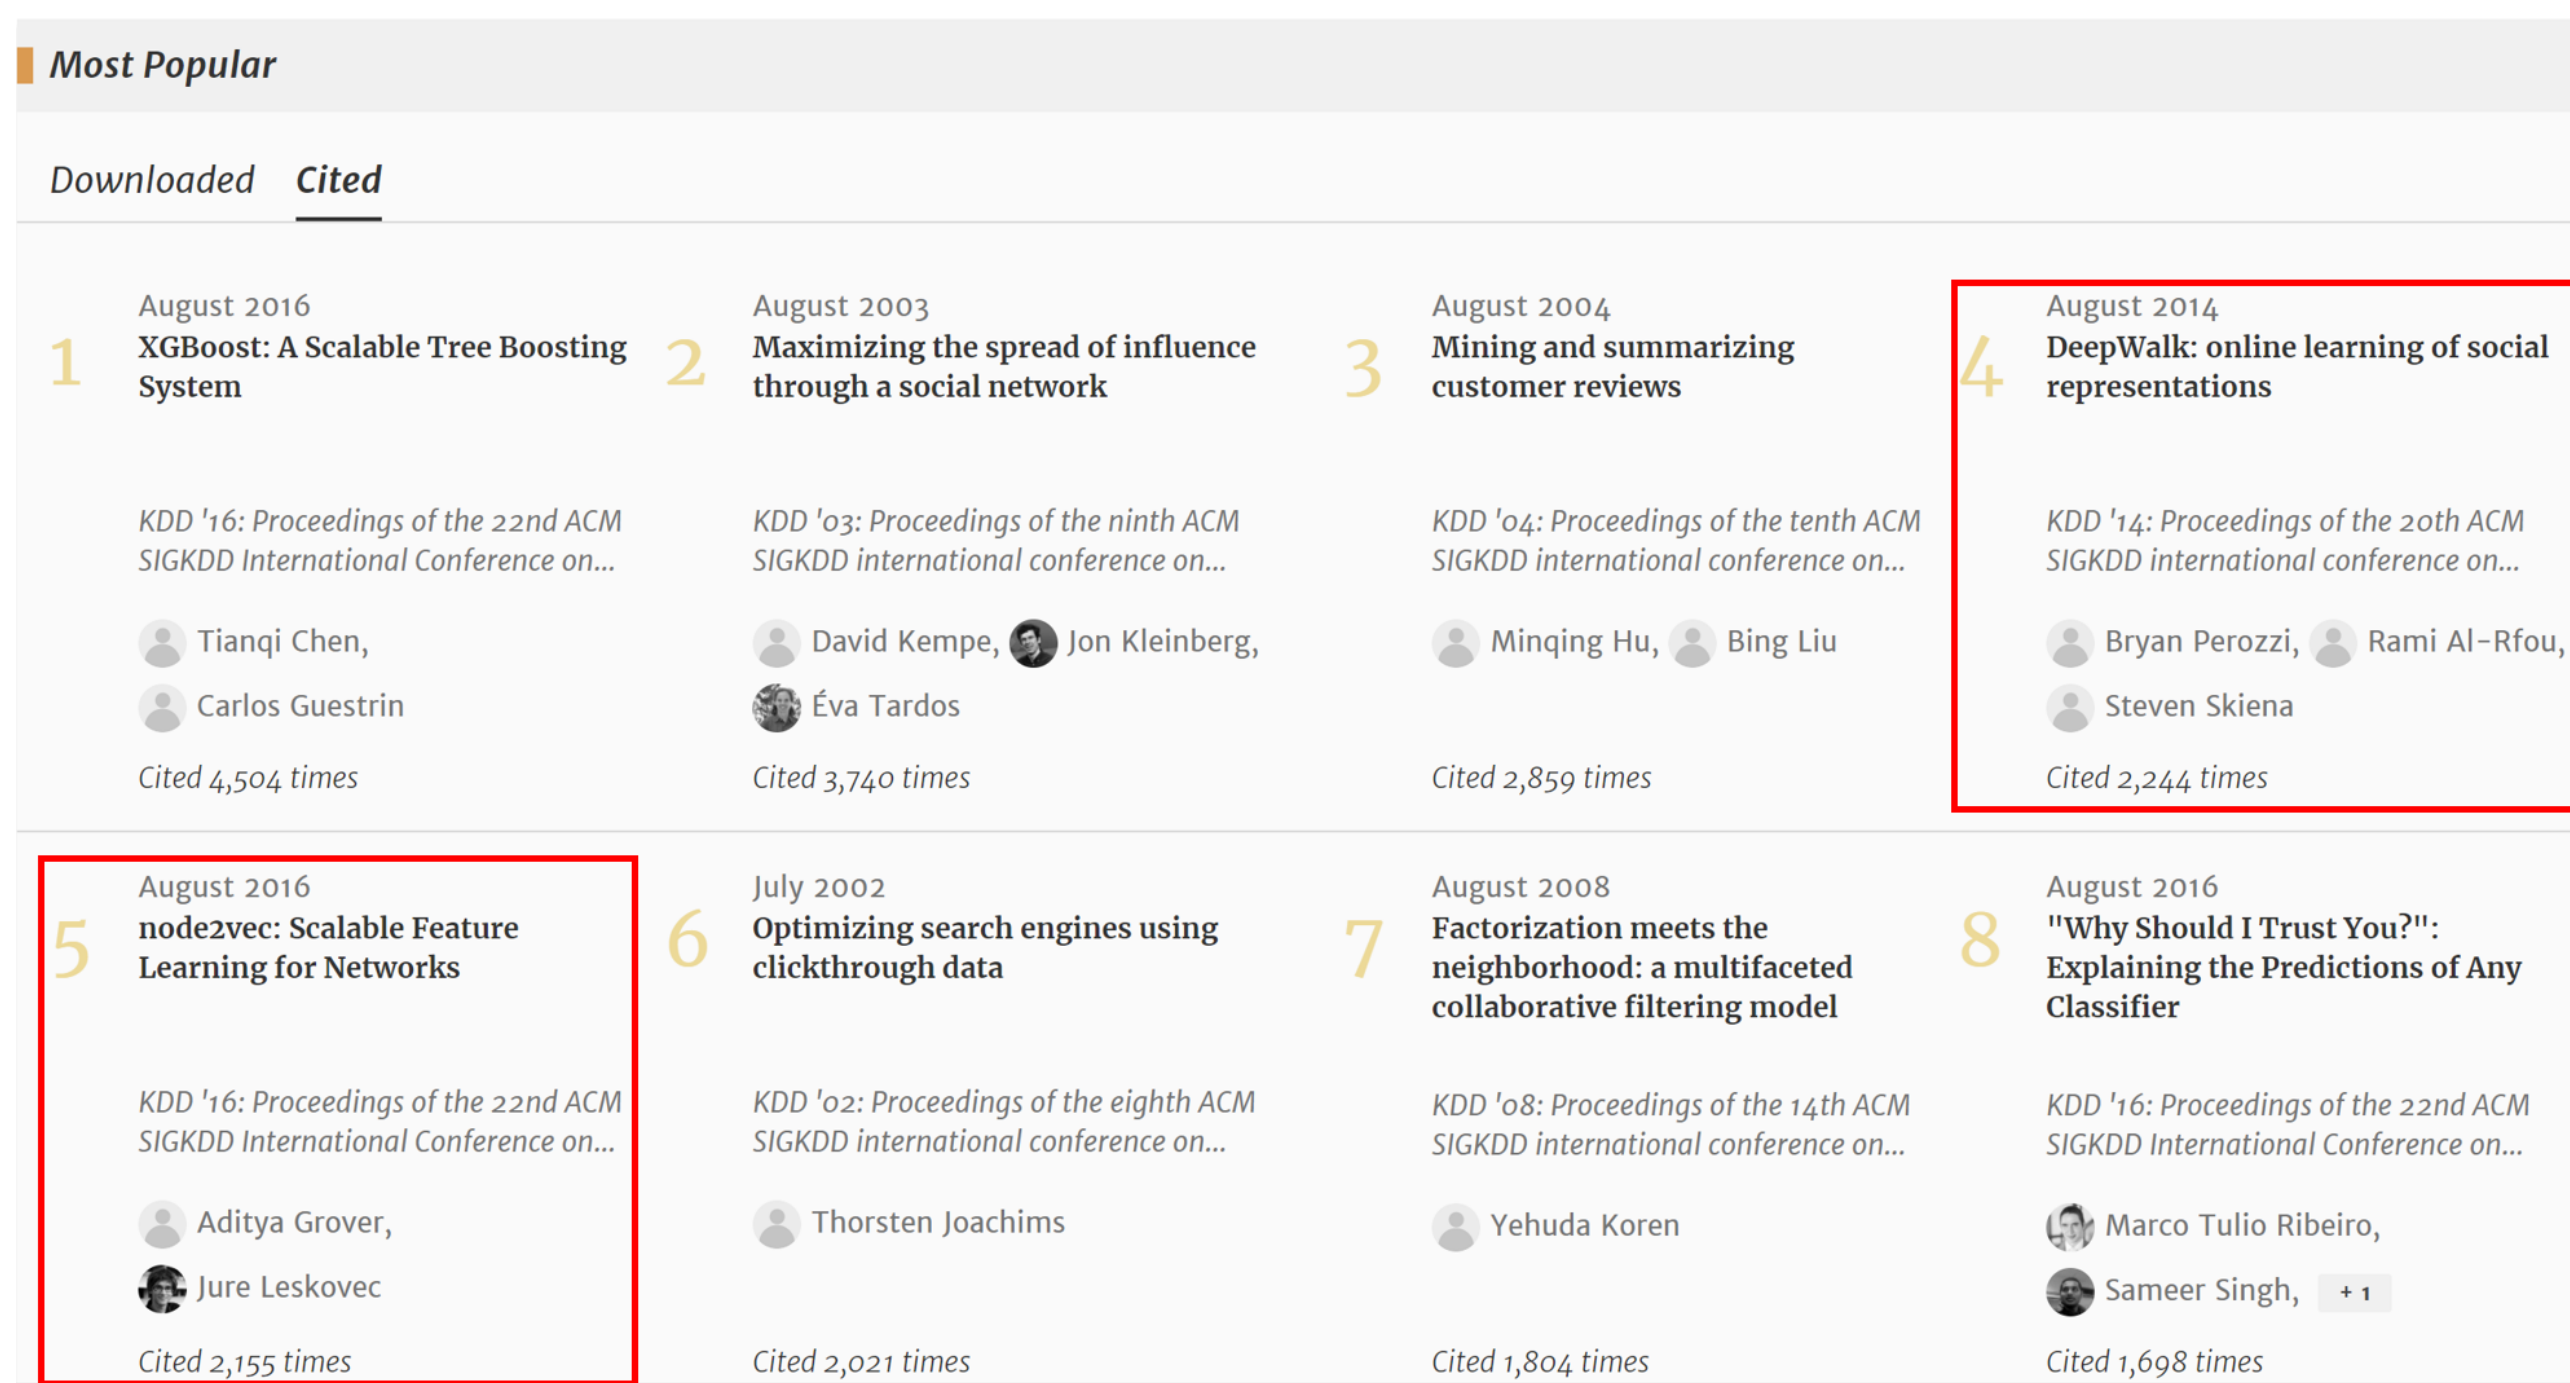 Most Popular
Downloaded Cited
1
August 2016
XGBoost: A Scalable Tree Boosting
System
KDD '16: Proceedings of the 22nd ACM
SIGKDD International Conference on...
Tianqi Chen,
Carlos Guestrin
Cited 4,504 times
2
August 2003
Maximizing the spread of influence
through a social network
KDD '03: Proceedings of the ninth ACM
SIGKDD international conference on...
David Kempe, Jon Kleinberg,
Éva Tardos
Cited 3,740 times
3
August 2004
Mining and summarizing
customer reviews
KDD '04: Proceedings of the tenth ACM
SIGKDD international conference on...
Minqing Hu, Bing Liu
Cited 2,859 times
4
August 2014
DeepWalk: online learning of social
representations
KDD '14: Proceedings of the 20th ACM
SIGKDD international conference on...
Bryan Perozzi, Rami Al-Rfou,
Steven Skiena
Cited 2,244 times
5
August 2016
node2vec: Scalable Feature
Learning for Networks
KDD '16: Proceedings of the 22nd ACM
SIGKDD International Conference on...
Aditya Grover,
Jure Leskovec
Cited 2,155 times
6
July 2002
Optimizing search engines using
clickthrough data
KDD '02: Proceedings of the eighth ACM
SIGKDD international conference on...
Thorsten Joachims
Cited 2,021 times
7
August 2008
Factorization meets the
neighborhood: a multifaceted
collaborative filtering model
KDD '08: Proceedings of the 14th ACM
SIGKDD international conference on...
Yehuda Koren
Cited 1,804 times
8
August 2016
"Why Should I Trust You?":
Explaining the Predictions of Any
Classifier
KDD '16: Proceedings of the 22nd ACM
SIGKDD International Conference on...
Marco Tulio Ribeiro,
Sameer Singh, + 1
Cited 1,698 times